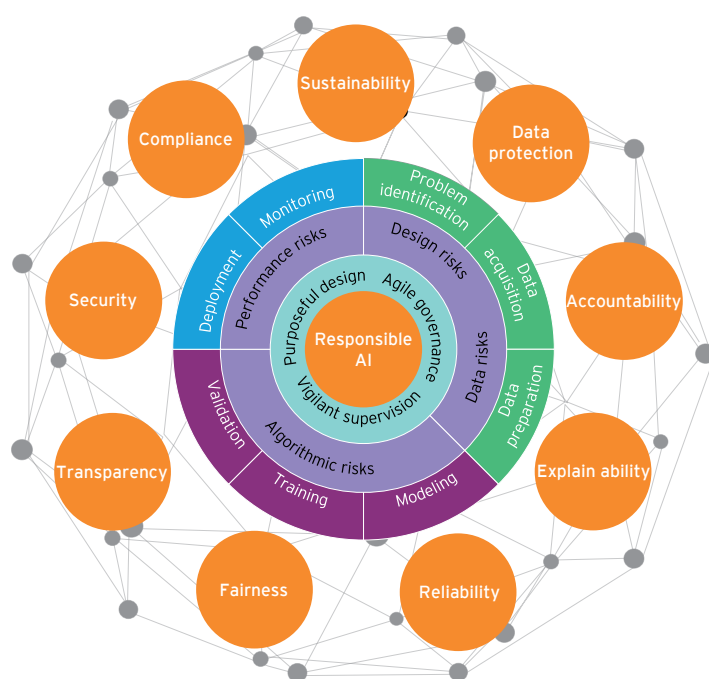 Sustainability
Compliance
Data
protection
Security
Accountability
Transparency
Explain ability
Fairness
Reliability
Monitoring
Problem
identification
Deployment
Data
acquisition
Validation
Data
preparation
Training
Modeling
Performance risks
Design risks
Data risks
Algorithmic risks
Purposeful design
Agile governance
Vigilant supervision
Responsible
AI